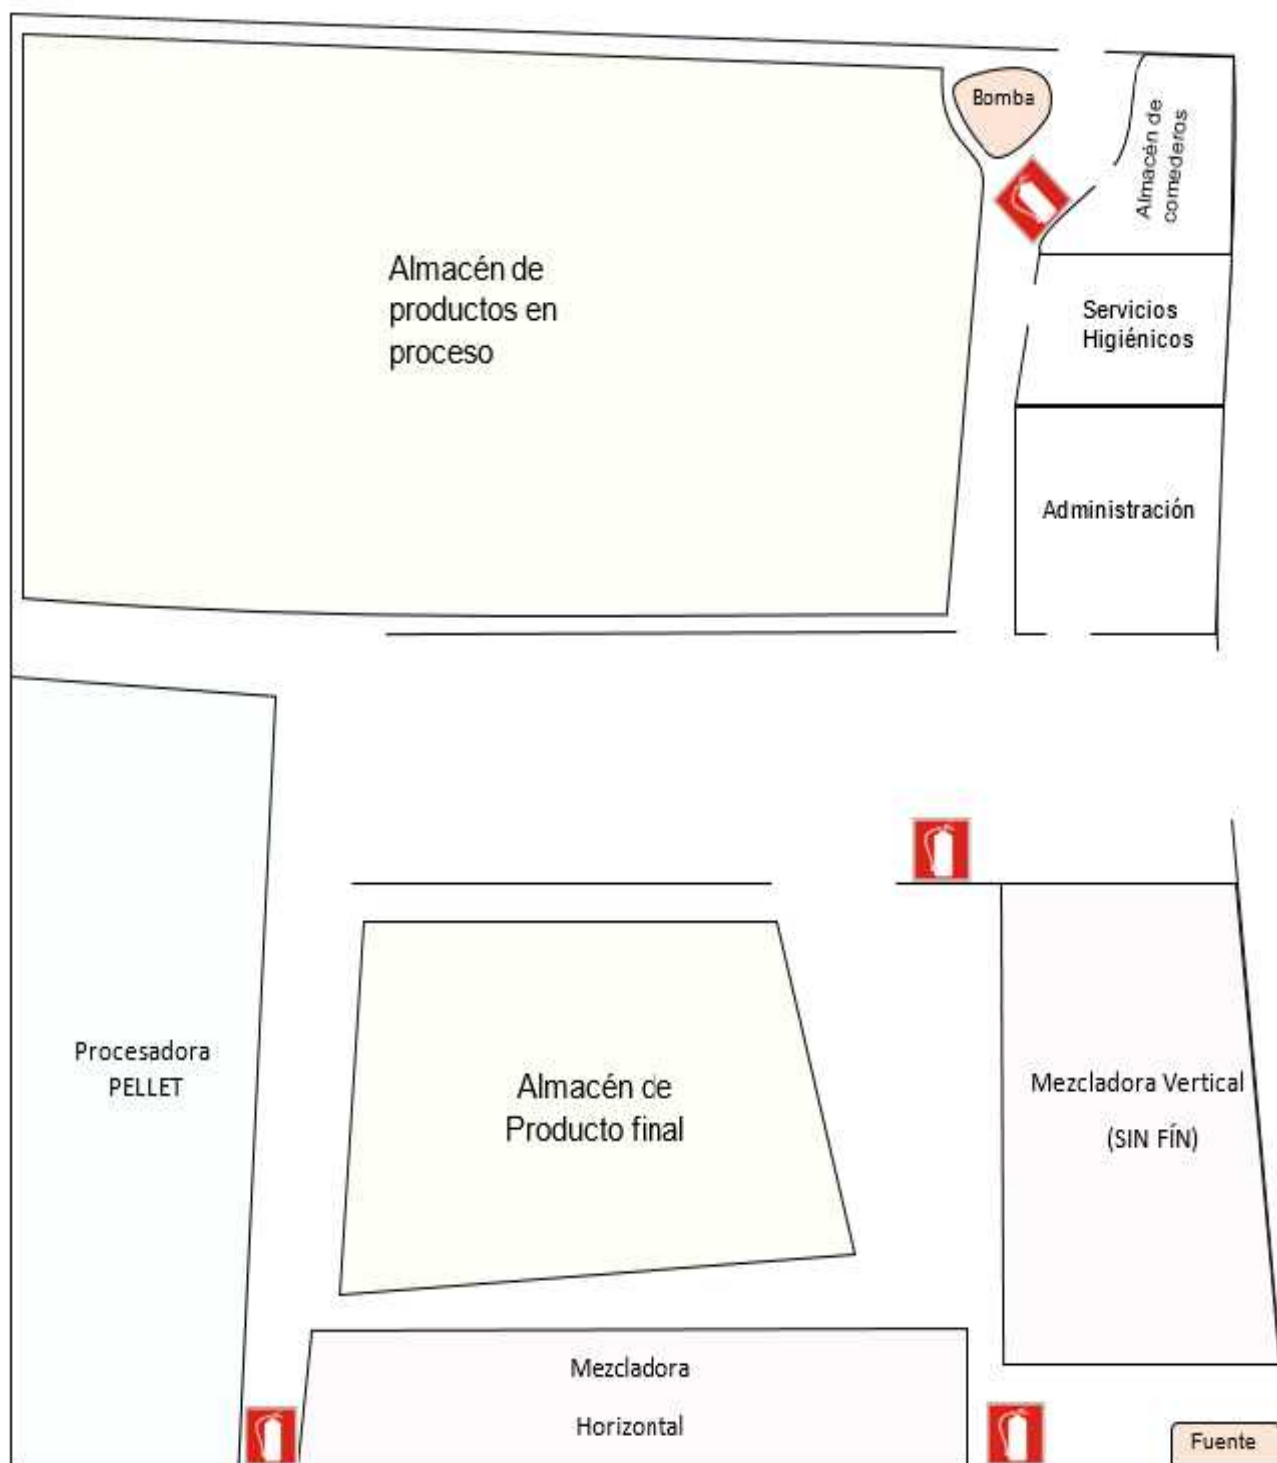 Bomba
Almacén de
comederos
Almacén de
productos en
proceso
Servicios
Higiénicos
Administración
Procesadora
PELLET
Almacén de
Producto final
Mezcladora Vertical
(SIN FÍN)
Mezcladora
Horizontal
Fuente